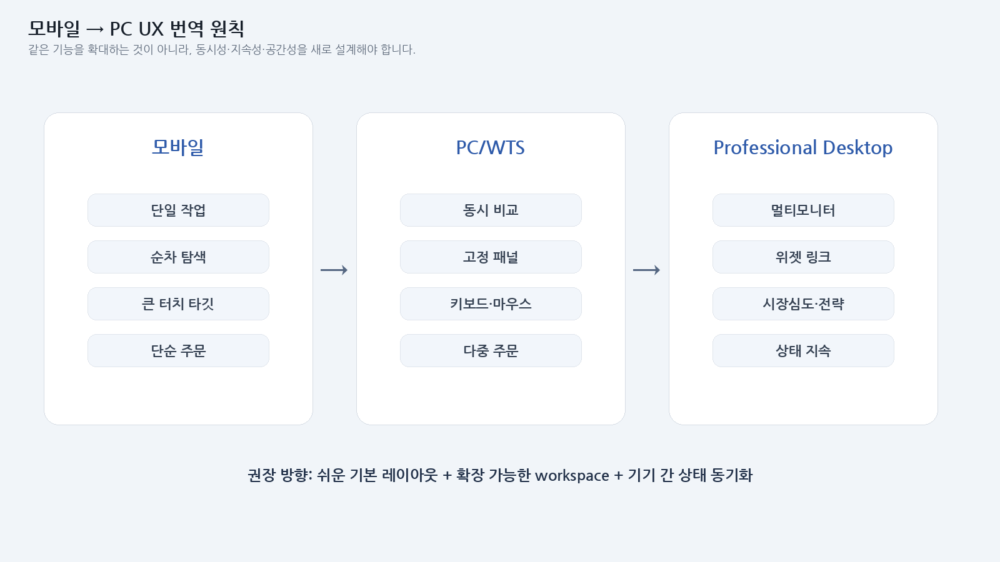 모바일 → PC UX 번역 원칙
같은 기능을 확대하는 것이 아니라, 동시성·지속성·공간성을 새로 설계해야 합니다.
모바일
단일 작업
순차 탐색
큰 터치 타깃
단순 주문
→
PC/WTS
동시 비교
고정 패널
키보드·마우스
다중 주문
→
Professional Desktop
멀티모니터
위젯 링크
시장심도·전략
상태 지속
권장 방향: 쉬운 기본 레이아웃 + 확장 가능한 workspace + 기기 간 상태 동기화